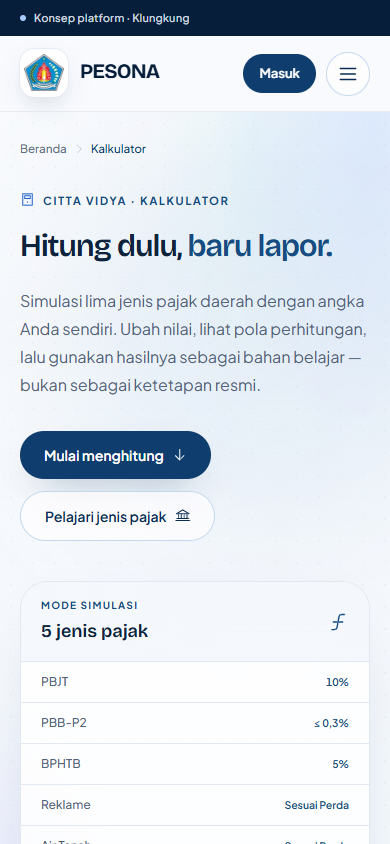 Konsep platform · Klungkung
PESONA
Masuk
Beranda
Kalkulator
CITTA VIDYA · KALKULATOR
Hitung dulu, baru lapor.
Simulasi lima jenis pajak daerah dengan angka
Anda sendiri. Ubah nilai, lihat pola perhitungan,
lalu gunakan hasilnya sebagai bahan belajar —
bukan sebagai ketetapan resmi.
Mulai menghitung
Pelajari jenis pajak
MODE SIMULASI
5 jenis pajak
PBJT 10%
PBB-P2 ≤ 0,3%
BPHTB 5%
Reklame Sesuai Perda